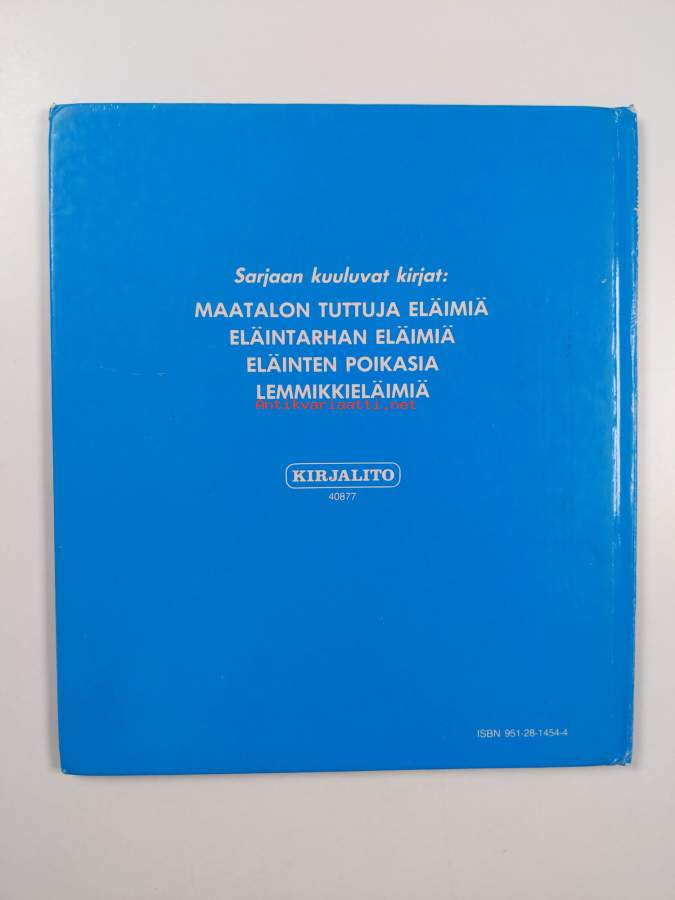 Sarjaan kuuluvat kirjat:
MAATALON TUTTUJA ELÄIMIÄ
ELÄINTARHAN ELÄIMIÄ
ELÄINTEN POIKASIA
LEMMIKKIELÄIMIÄ
Antikvariaatti.net
KIRJALITO
40877
ISBN 951-28-1454-4